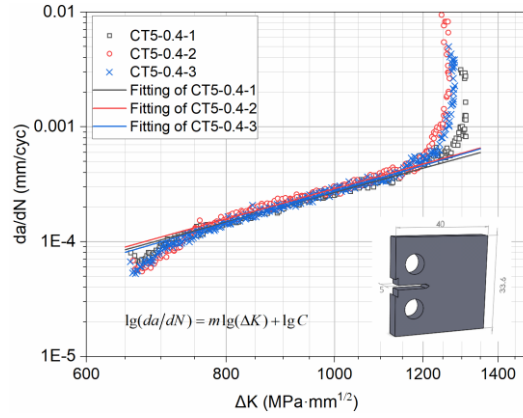 0.01
0.001
1E-4
1E-5
da/dN (mm/cyc)
CT5-0.4-1
CT5-0.4-2
CT5-0.4-3
Fitting of CT5-0.4-1
Fitting of CT5-0.4-2
Fitting of CT5-0.4-3
lg(da/dN) = m lg(ΔK) + lg C
40
5
33.6
600
800
1000
1200
1400
ΔK (MPa·mm^{1/2})